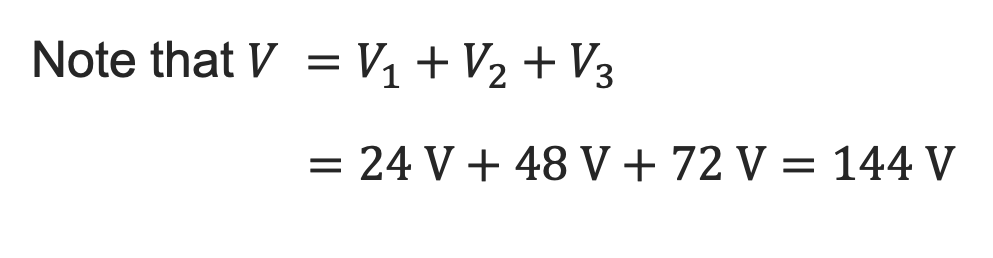 Note that V = V₁ + V₂ + V₃
= 24 V + 48 V + 72 V = 144 V